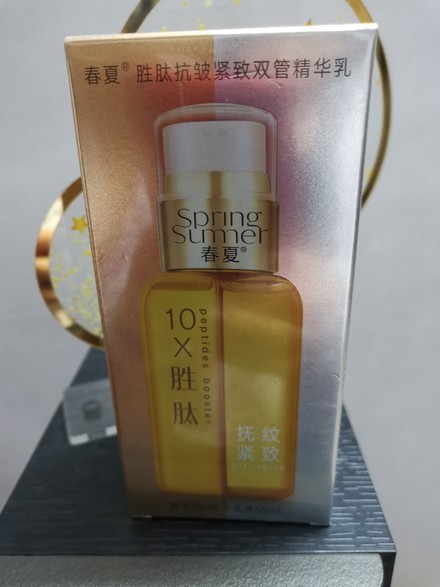 春夏® 胜肽抗皱紧致双管精华乳
Spring
Summer
春夏®
10
X
胜
肽
peptides booster
抚纹
紧致